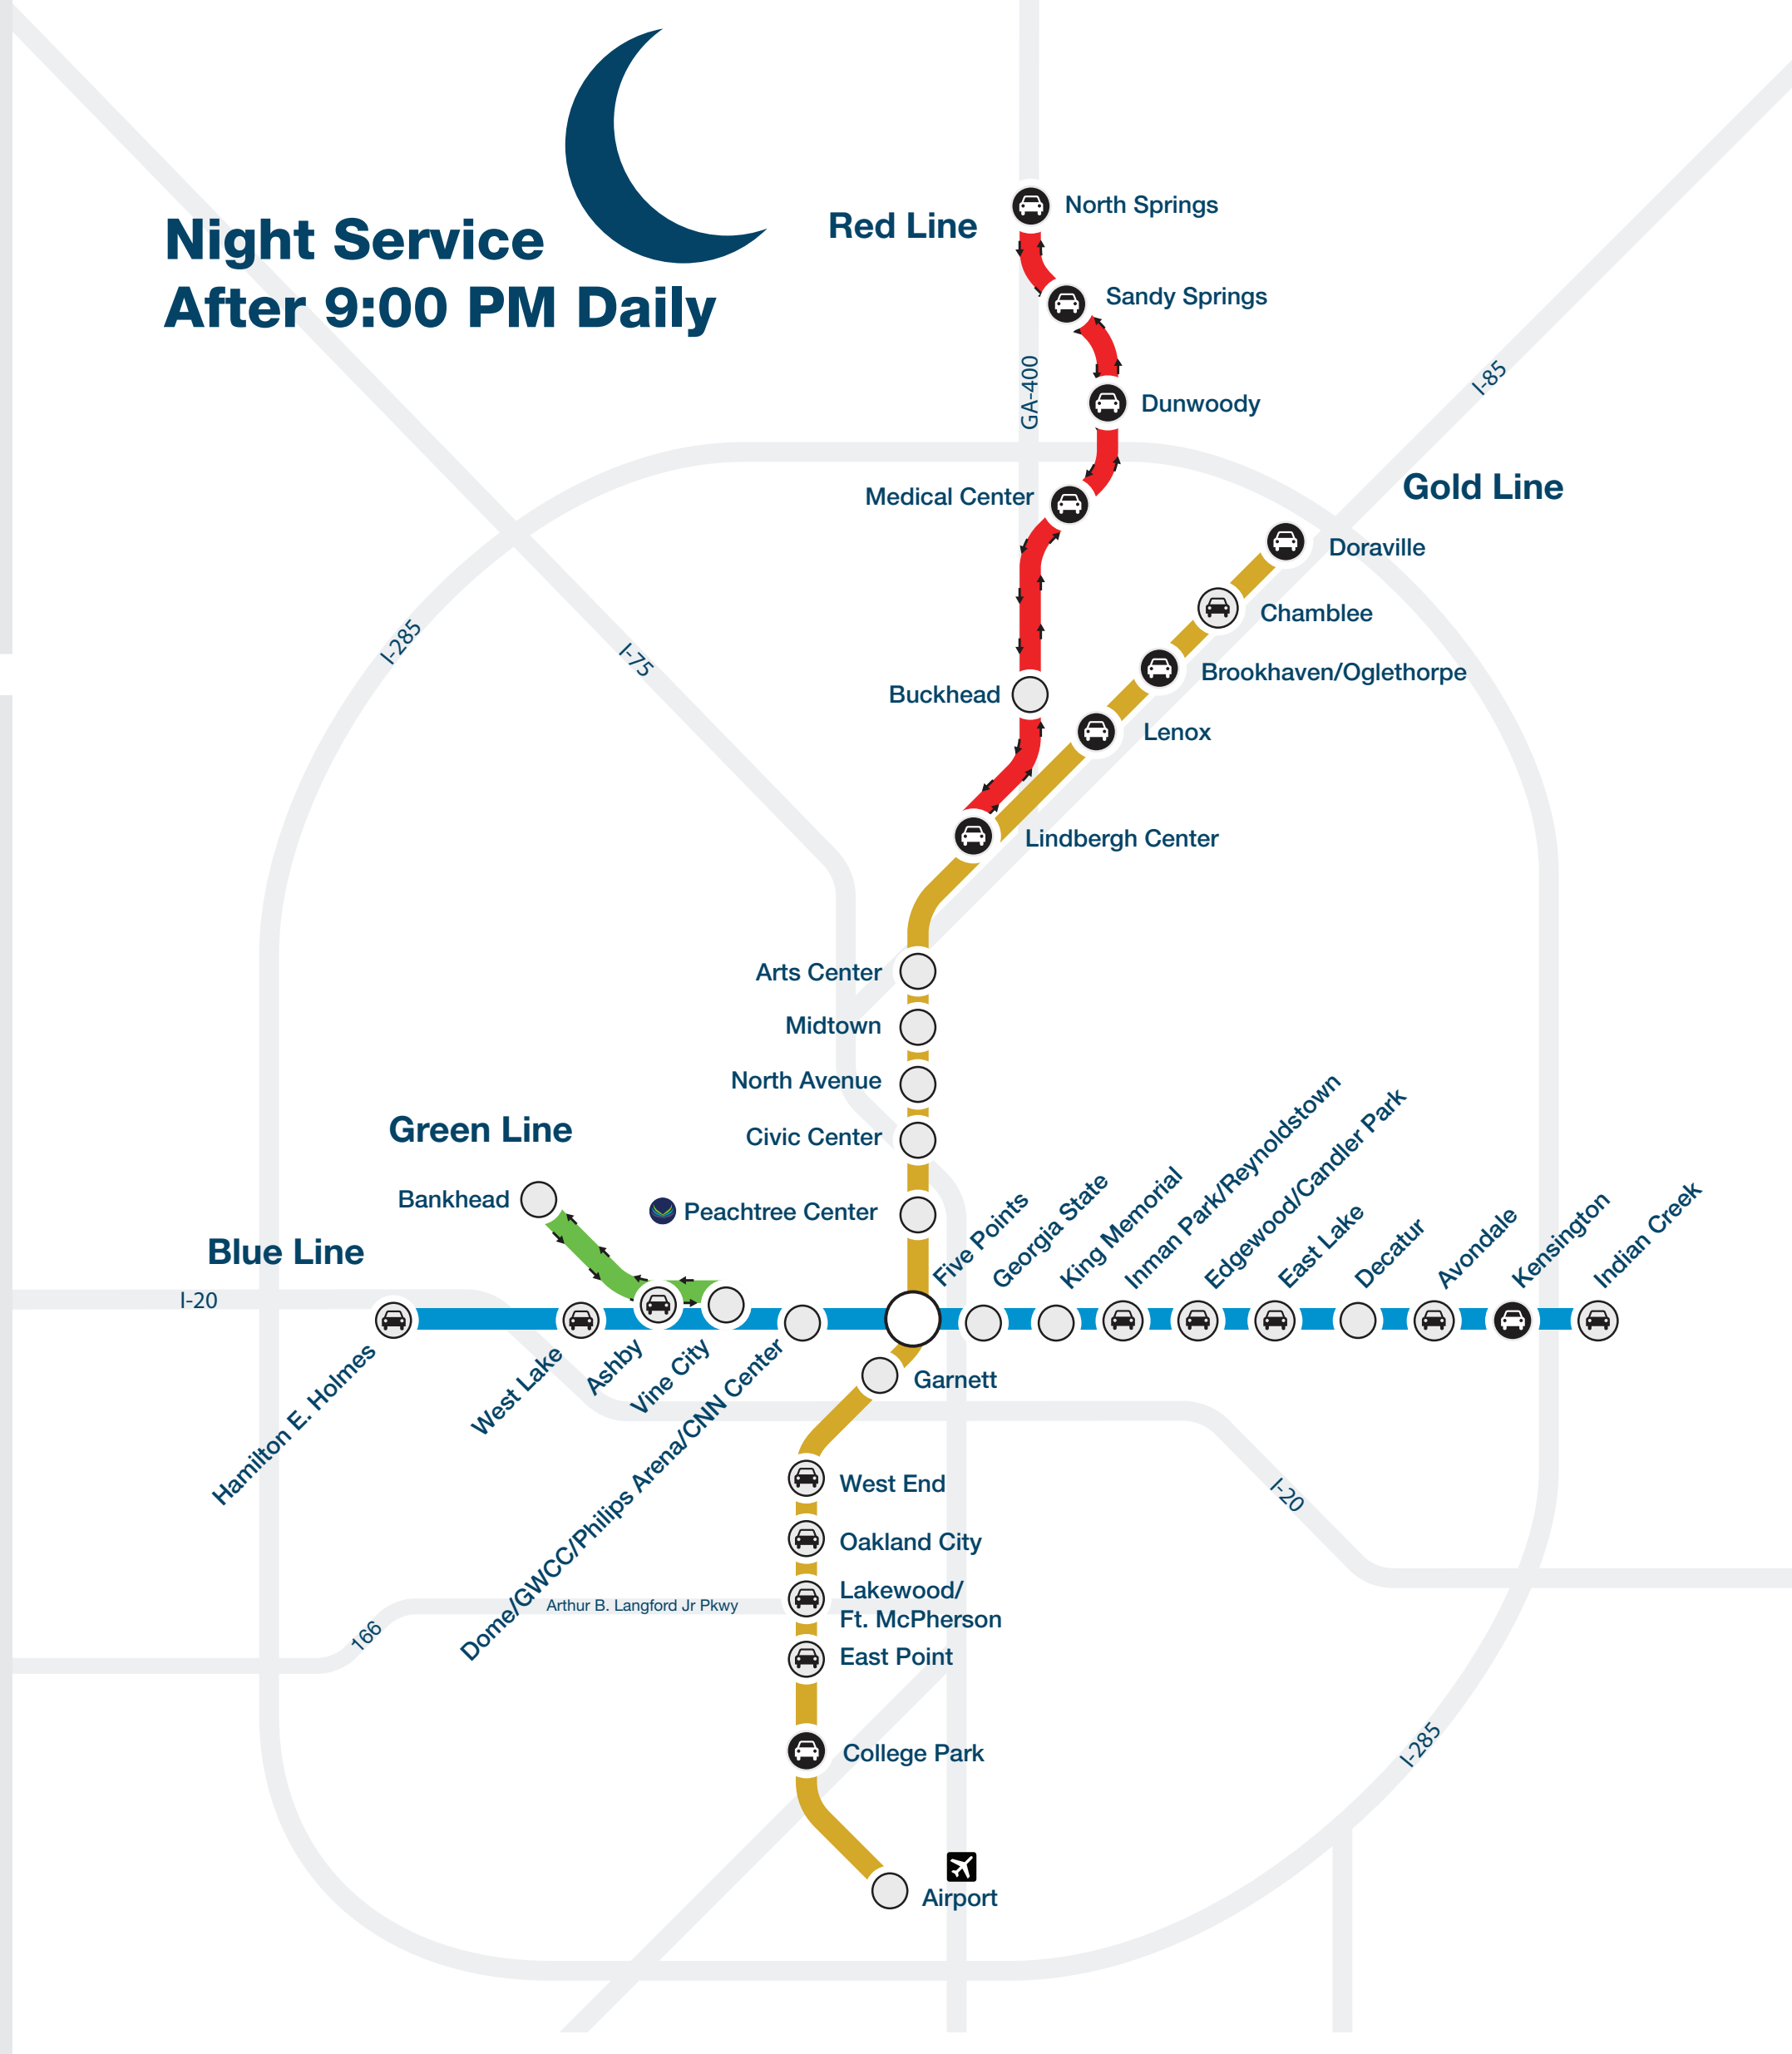 Night Service
After 9:00 PM Daily
Red Line
North Springs
Sandy Springs
GA-400
Dunwoody
I-85
Medical Center
Gold Line
Doraville
Chamblee
I-285
I-75
Brookhaven/Oglethorpe
Buckhead
Lenox
Lindbergh Center
Arts Center
Midtown
North Avenue
Civic Center
Green Line
Bankhead
Peachtree Center
Blue Line
I-20
Five Points
Georgia State
King Memorial
Inman Park/Reynoldstown
Edgewood/Candler Park
East Lake
Decatur
Avondale
Kensington
Indian Creek
Hamilton E. Holmes
West Lake
Ashby
Vine City
Dome/GWCC/Philips Arena/CNN Center
Garnett
West End
I-20
Oakland City
Lakewood/
Ft. McPherson
Arthur B. Langford Jr Pkwy
166
East Point
College Park
I-285
Airport